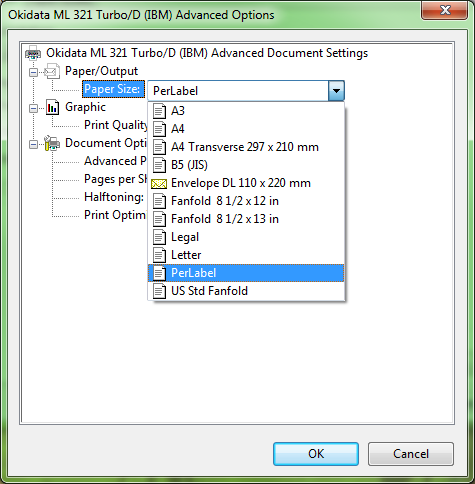 Okidata ML 321 Turbo/D (IBM) Advanced Options
Okidata ML 321 Turbo/D (IBM) Advanced Document Settings
Paper/Output
Paper Size: PerLabel
Graphic
Print Quality
Document Opti
Advanced P
Pages per Sh
Halftoning:
Print Optim
A3
A4
A4 Transverse 297 x 210 mm
B5 (JIS)
Envelope DL 110 x 220 mm
Fanfold 8 1/2 x 12 in
Fanfold 8 1/2 x 13 in
Legal
Letter
PerLabel
US Std Fanfold
OK Cancel